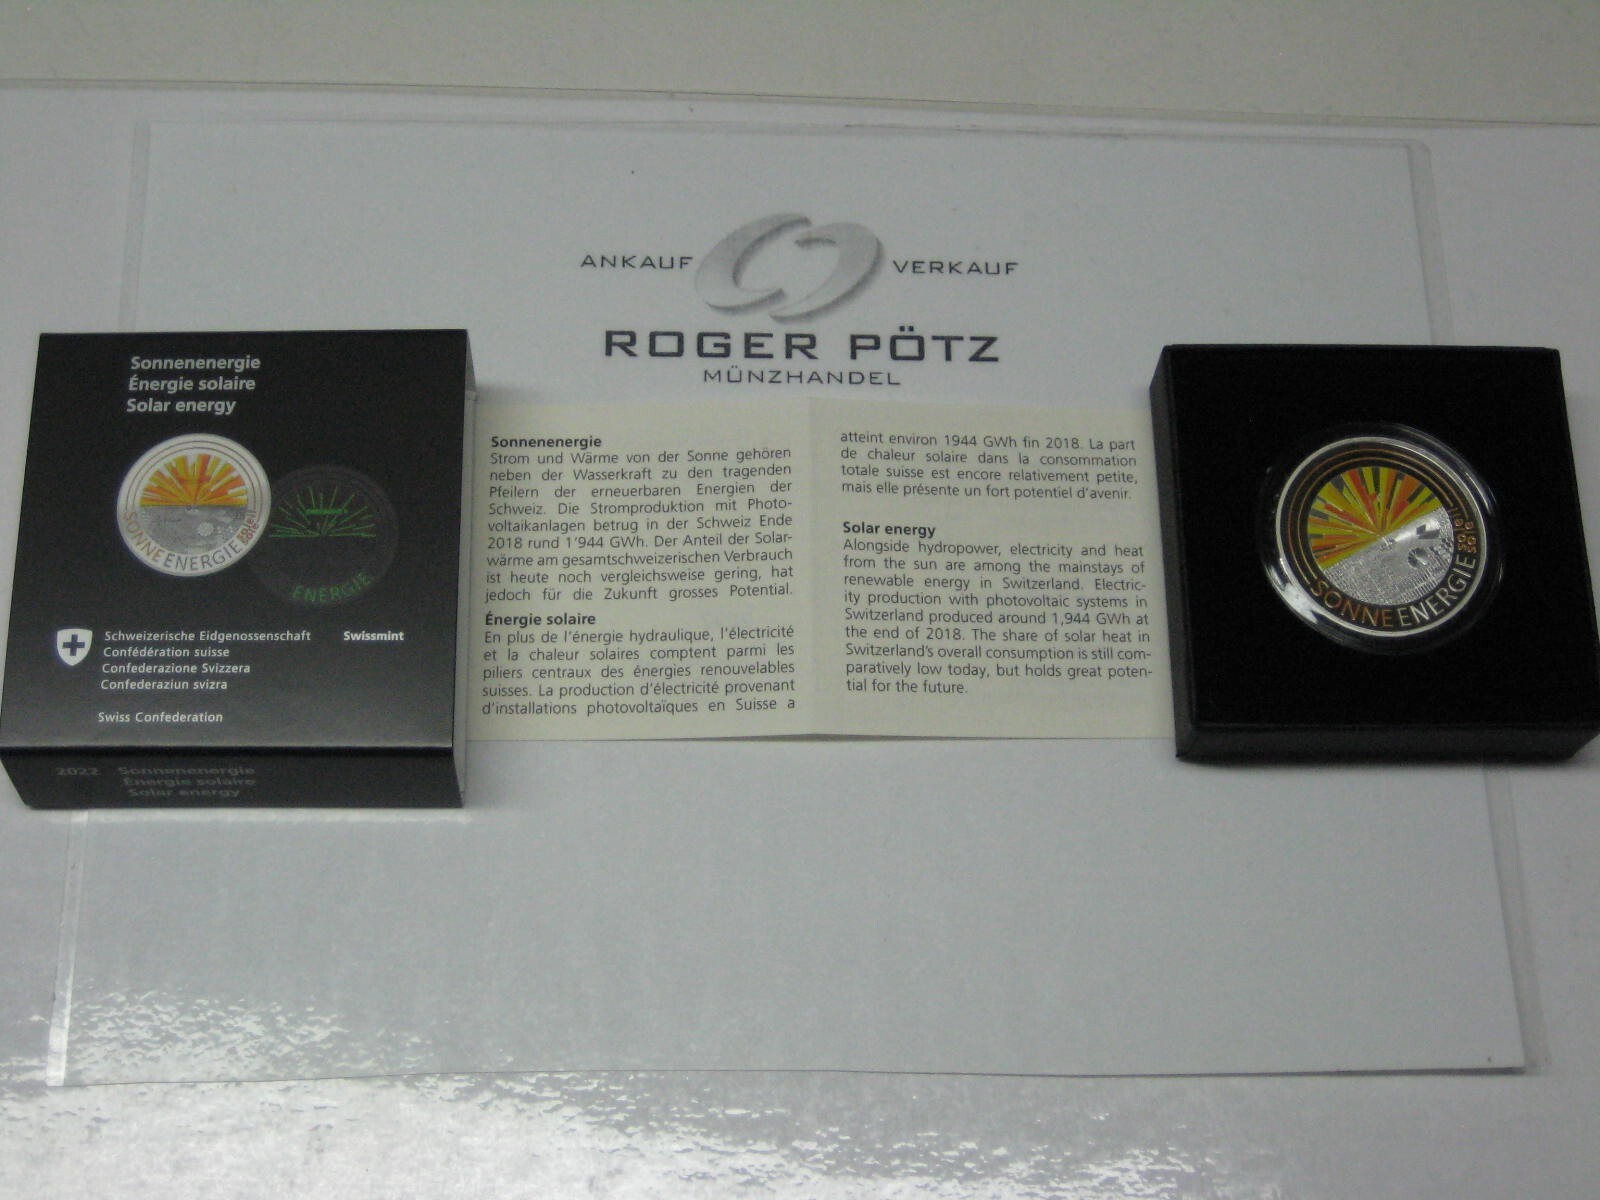 ANKAUF VERKAUF
ROGER PÖTZ
MÜNZHANDEL
Sonnenenergie
Énergie solaire
Solar energy
SONNEENERGIE
ENERGIE
Schweizerische Eidgenossenschaft
Confédération suisse
Confederazione Svizzera
Confederaziun svizra
Swissmint
Swiss Confederation
2022 Sonnenenergie
Énergie solaire
Solar energy
Sonnenenergie
Strom und Wärme von der Sonne gehören
neben der Wasserkraft zu den tragenden
Pfeilern der erneuerbaren Energien der
Schweiz. Die Stromproduktion mit Photo-
voltaikanlagen betrug in der Schweiz Ende
2018 rund 1'944 GWh. Der Anteil der Solar-
wärme am gesamtschweizerischen Verbrauch
ist heute noch vergleichsweise gering, hat
jedoch für die Zukunft grosses Potential.
Énergie solaire
En plus de l'énergie hydraulique, l'électricité
et la chaleur solaires comptent parmi les
piliers centraux des énergies renouvelables
suisses. La production d'électricité provenant
d'installations photovoltaïques en Suisse a
atteint environ 1944 GWh fin 2018. La part
de chaleur solaire dans la consommation
totale suisse est encore relativement petite,
mais elle présente un fort potentiel d'avenir.
Solar energy
Alongside hydropower, electricity and heat
from the sun are among the mainstays of
renewable energy in Switzerland. Electric-
ity production with photovoltaic systems in
Switzerland produced around 1,944 GWh at
the end of 2018. The share of solar heat in
Switzerland's overall consumption is still com-
paratively low today, but holds great poten-
tial for the future.
SONNEENERGIE